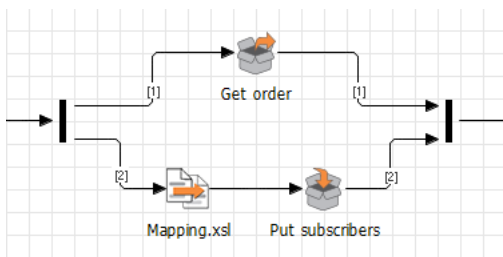 [1]
[1]
Get order
[2]
[2]
Mapping.xsl
Put subscribers